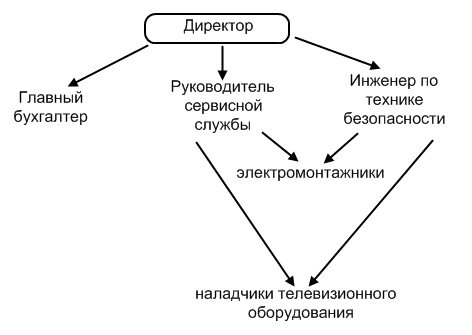 Директор
Главный
бухгалтер
Руководитель
сервисной
службы
Инженер по
технике
безопасности
электромонтажники
наладчики телевизионного
оборудования